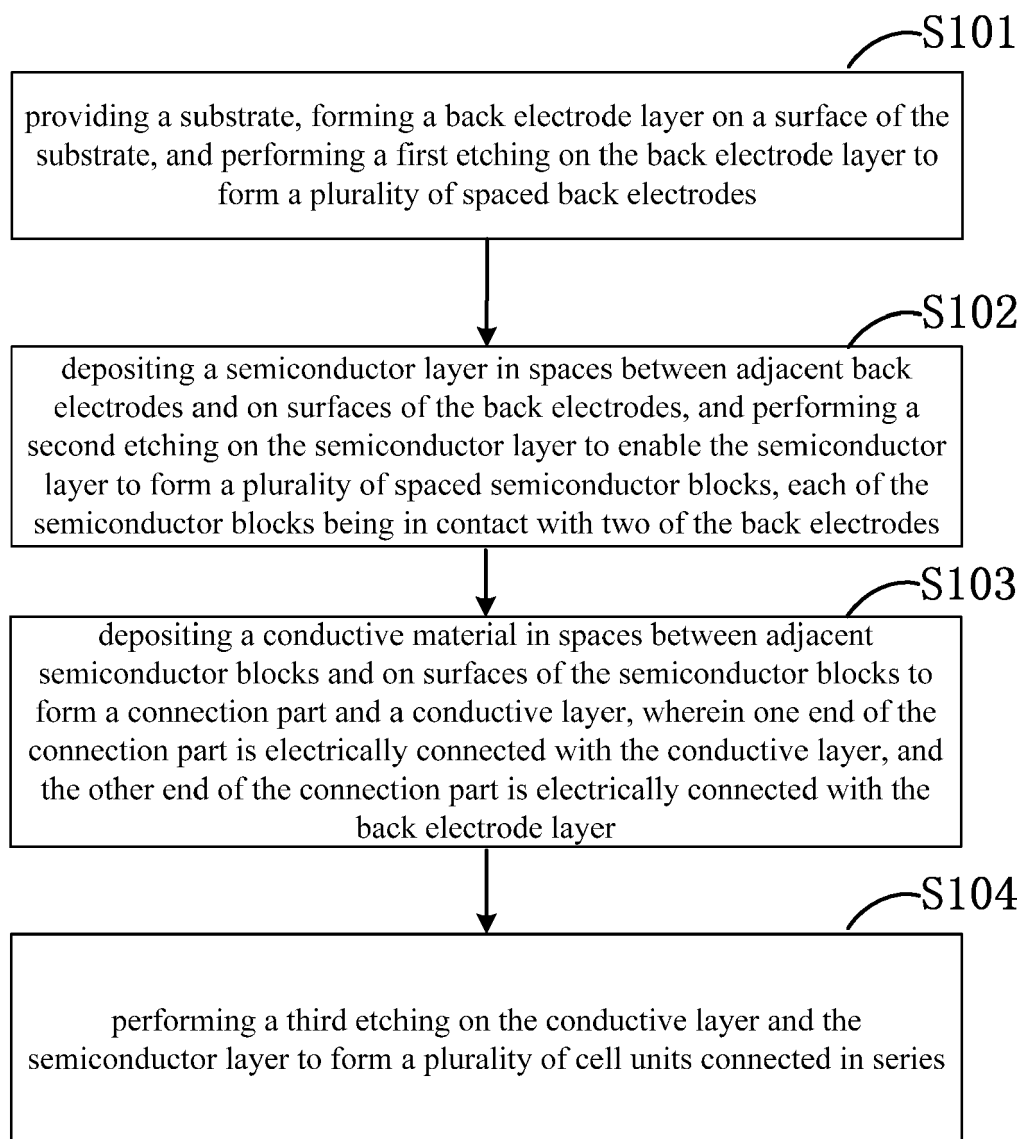 S101
providing a substrate, forming a back electrode layer on a surface of the
substrate, and performing a first etching on the back electrode layer to
form a plurality of spaced back electrodes
S102
depositing a semiconductor layer in spaces between adjacent back
electrodes and on surfaces of the back electrodes, and performing a
second etching on the semiconductor layer to enable the semiconductor
layer to form a plurality of spaced semiconductor blocks, each of the
semiconductor blocks being in contact with two of the back electrodes
S103
depositing a conductive material in spaces between adjacent
semiconductor blocks and on surfaces of the semiconductor blocks to
form a connection part and a conductive layer, wherein one end of the
connection part is electrically connected with the conductive layer, and
the other end of the connection part is electrically connected with the
back electrode layer
S104
performing a third etching on the conductive layer and the
semiconductor layer to form a plurality of cell units connected in series